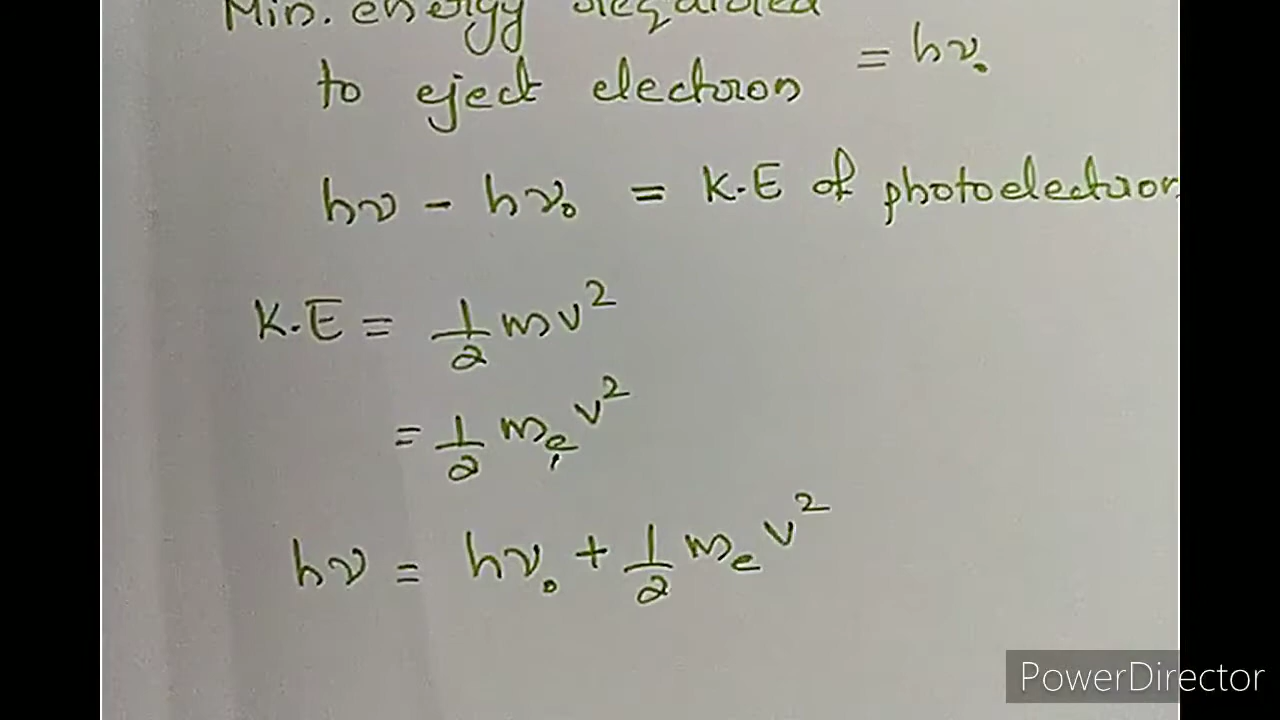 Min. energy required
to eject electron = hν₀
hν - hν₀ = K.E of photoelectron
K.E = 1/2 mv²
= 1/2 mₑv²
hν = hν₀ + 1/2 mₑv²
PowerDirector